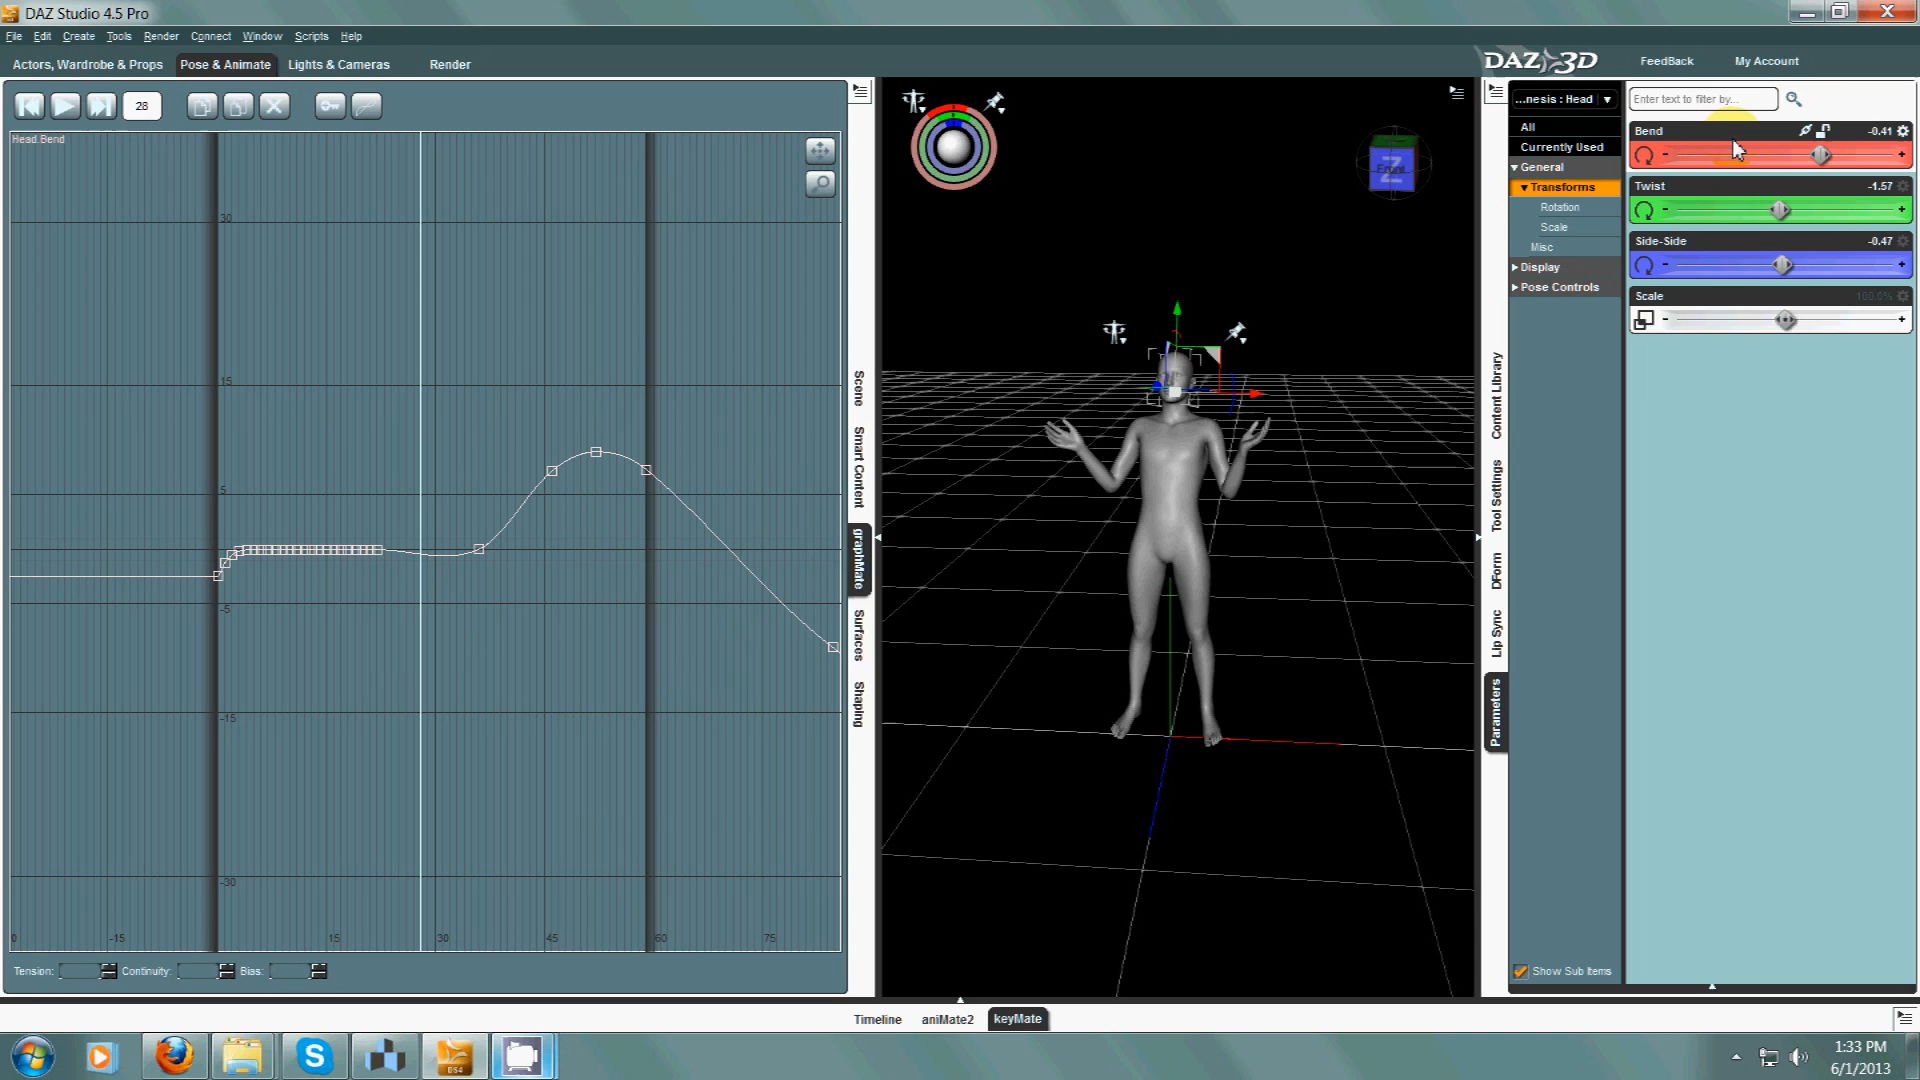 DAZ Studio 4.5 Pro
File Edit Create Tools Render Connect Window Scripts Help
Actors, Wardrobe & Props Pose & Animate Lights & Cameras Render
DAZ 3D FeedBack My Account
28
Head.Bend
30
15
5
-5
-15
-30
0 -15 15 30 45 60 75
Tension: Continuity: Bias:
Scene
Smart Content
graphMate
Surfaces
Shaping
Front
Z
Content Library
Tool Settings
DForm
Lip Sync
Parameters
...nesis : Head
All
Currently Used
General
Transforms
Rotation
Scale
Misc
Display
Pose Controls
Show Sub Items
Enter text to filter by...
Bend -0.41
- +
Twist -1.57
- +
Side-Side -0.47
- +
Scale 100.0%
- +
Timeline aniMate2 keyMate
S
DS4
1:33 PM
6/1/2013